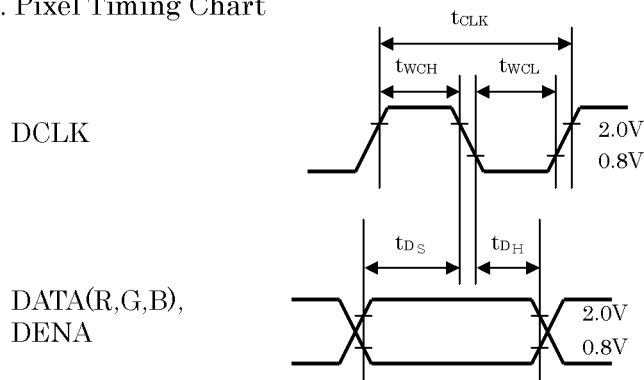 . Pixel Timing Chart
tCLK
tWCH
tWCL
DCLK
2.0V
0.8V
tDS
tDH
DATA(R,G,B),
DENA
2.0V
0.8V